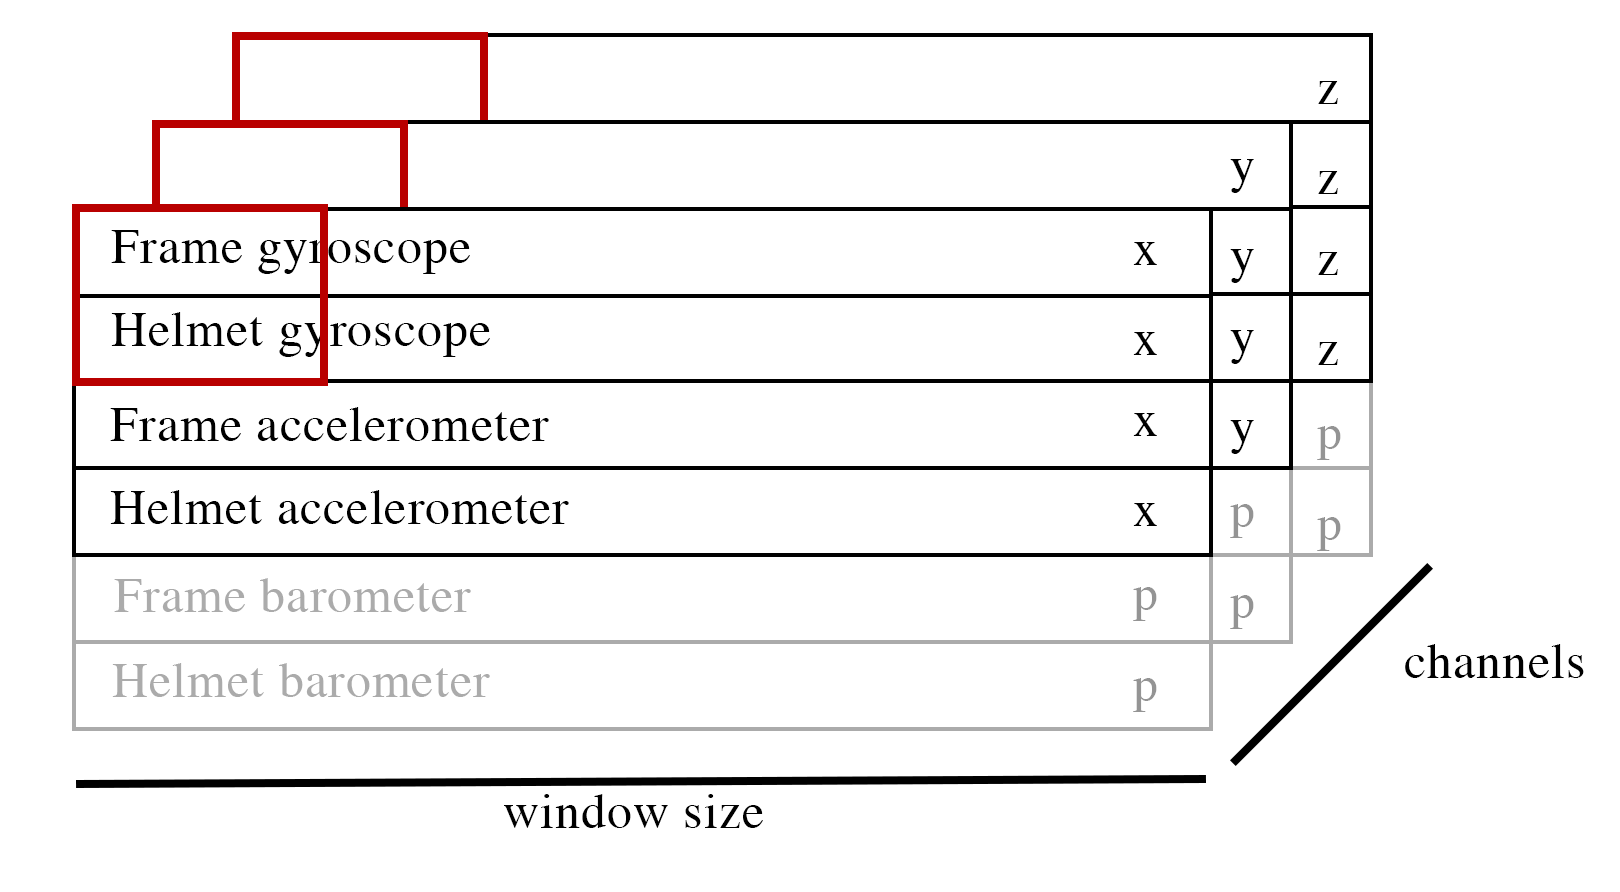 z
y z
Frame gyroscope x y z
Helmet gyroscope x y z
Frame accelerometer x y p
Helmet accelerometer x p p
Frame barometer p p
Helmet barometer p
channels
window size